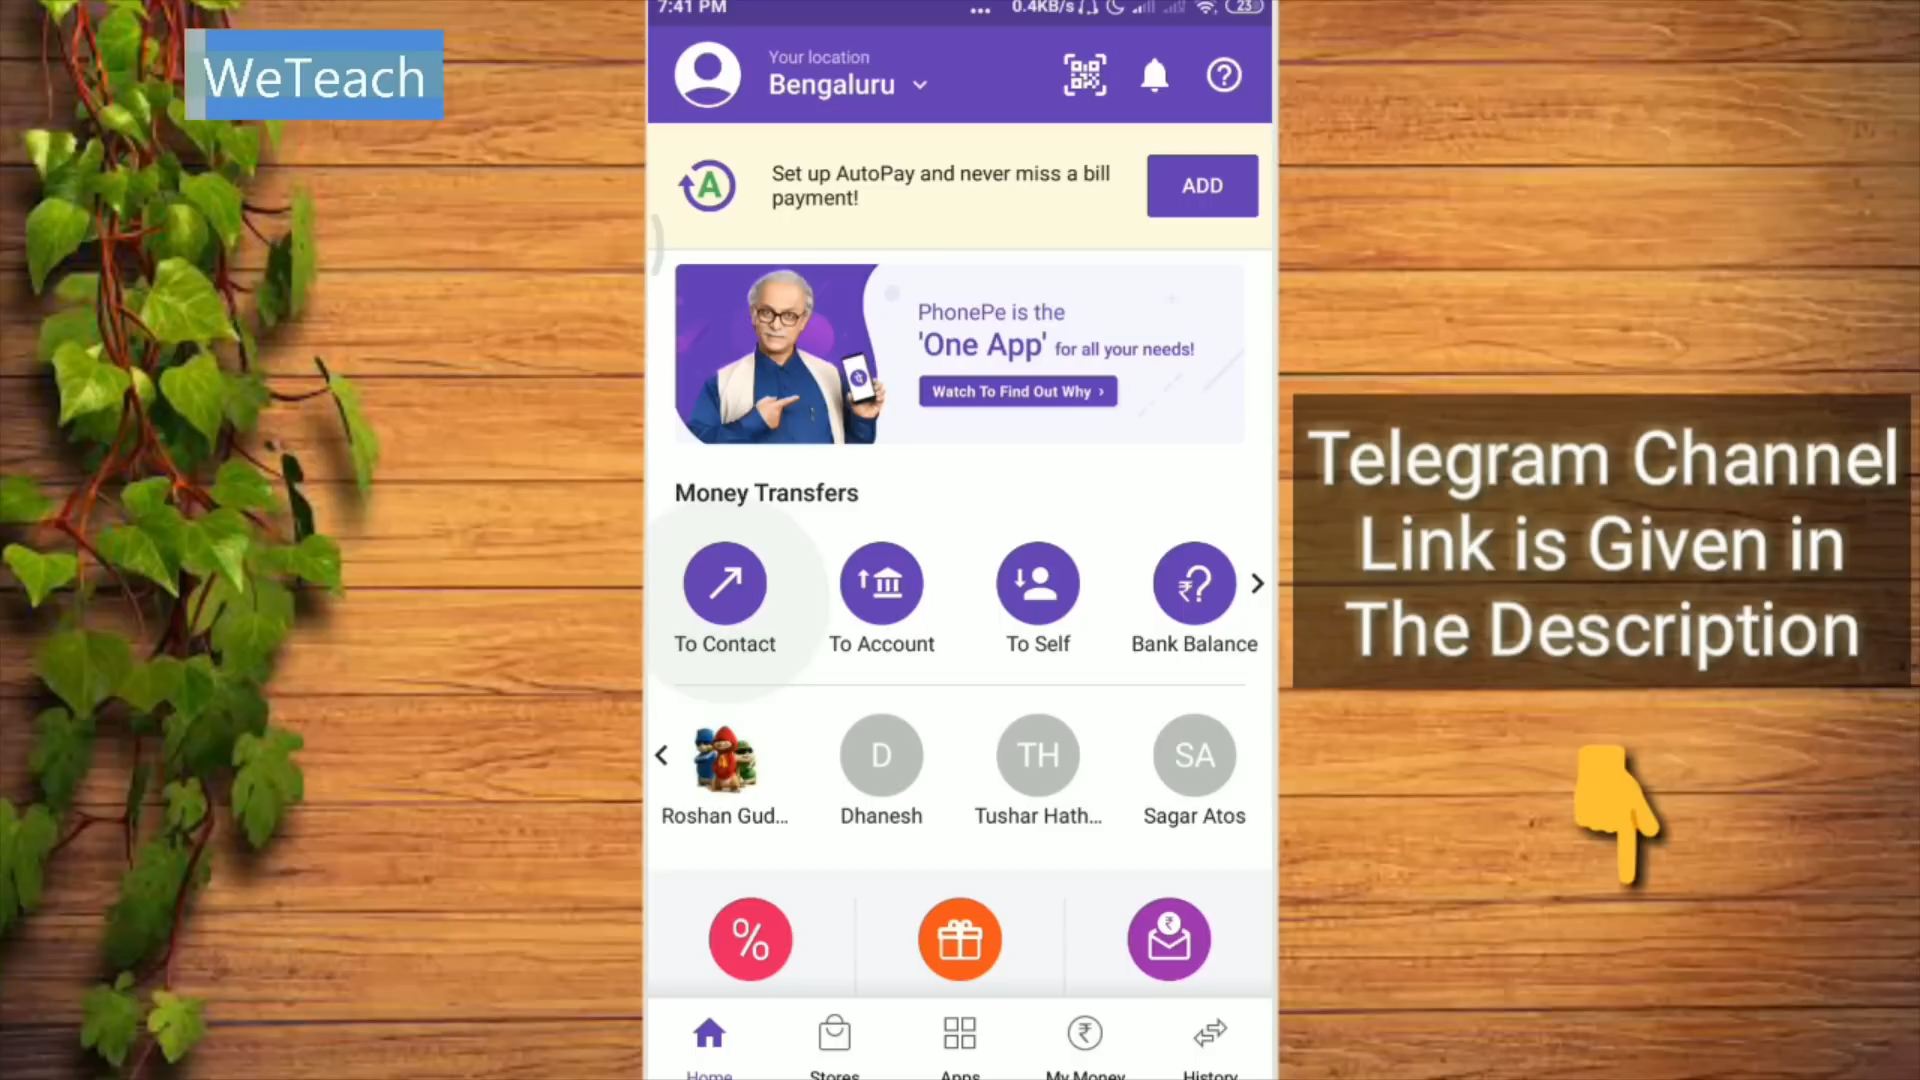 7:41 PM
... 0.4KB/s 23
WeTeach
Your location
Bengaluru
Set up AutoPay and never miss a bill
payment!
ADD
PhonePe is the
'One App' for all your needs!
Watch To Find Out Why ›
Money Transfers
To Contact
To Account
To Self
Bank Balance
Telegram Channel
Link is Given in
The Description
D
TH
SA
Roshan Gud...
Dhanesh
Tushar Hath...
Sagar Atos
Home
Stores
Apps
My Money
History